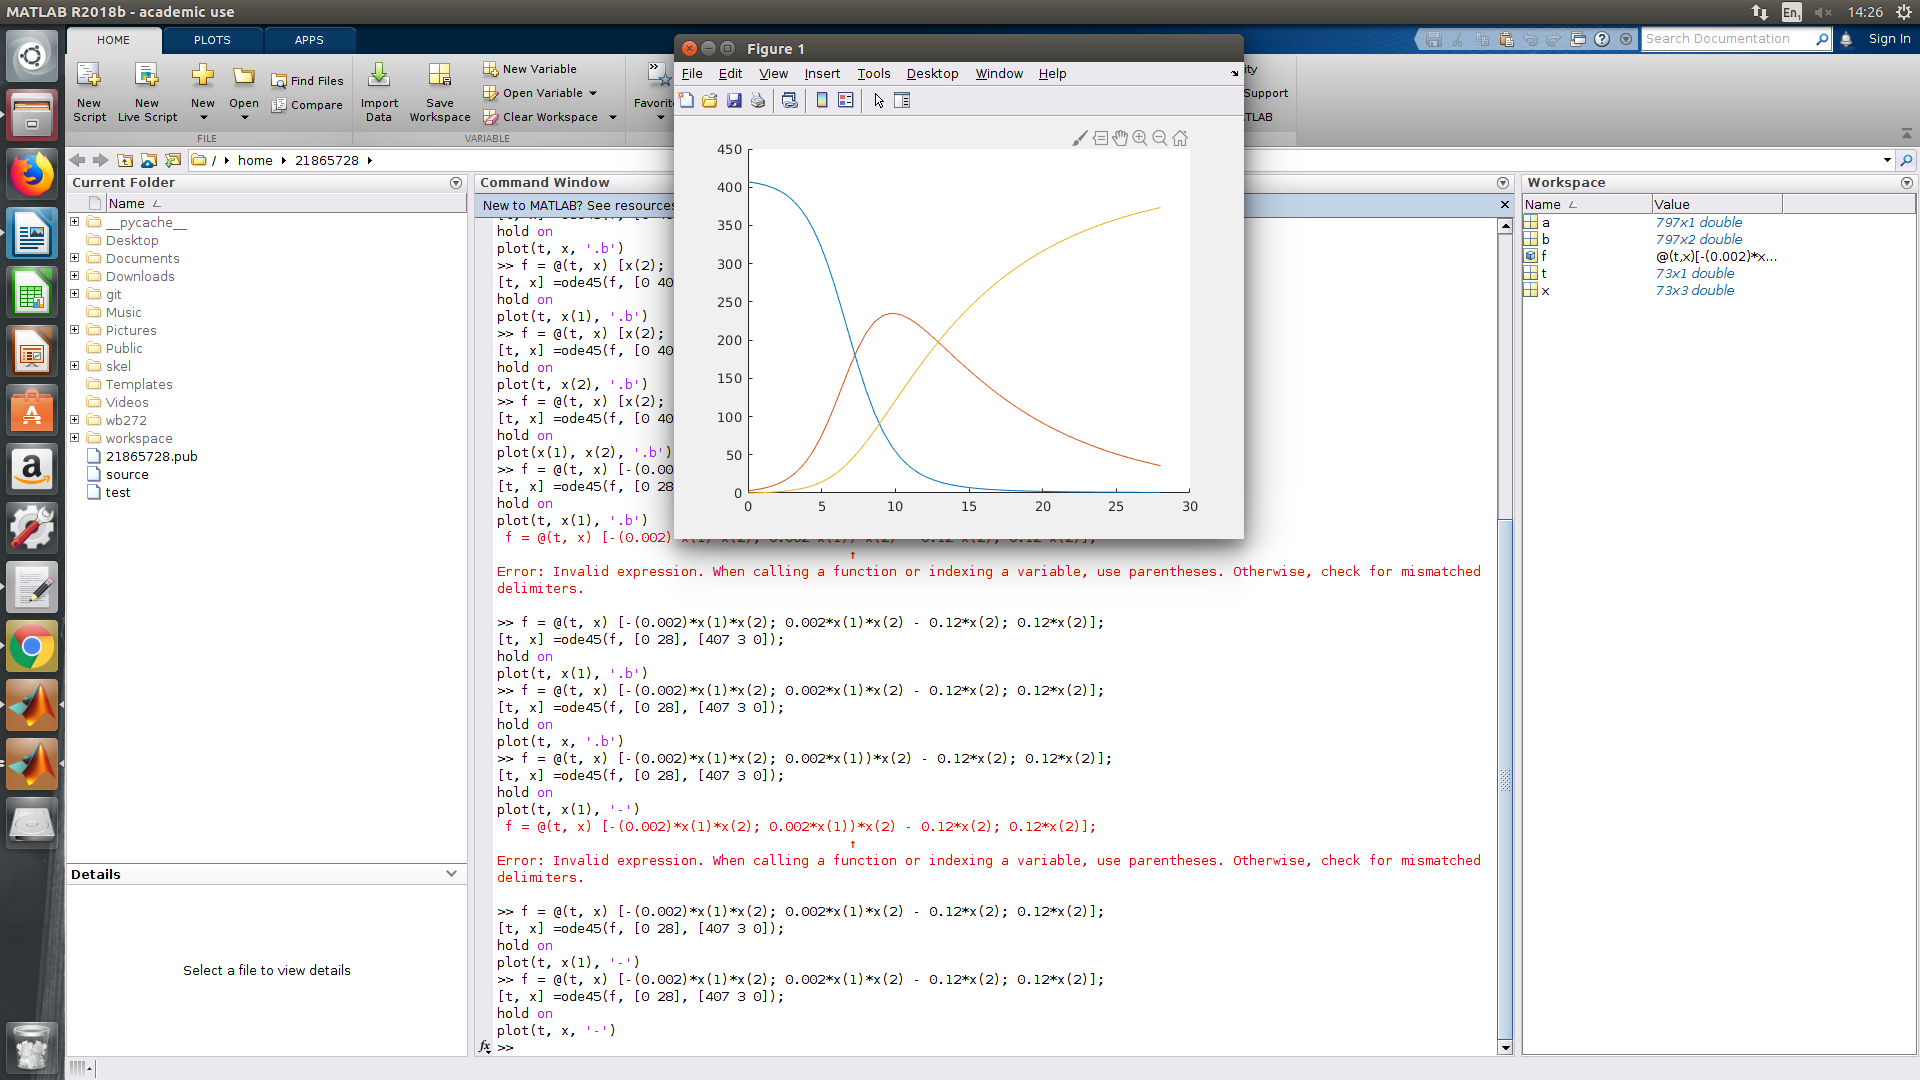 MATLAB R2018b - academic use
En1 14:26
HOME PLOTS APPS
Search Documentation
Sign In
New Script
New Live Script
New
Open
Find Files
Compare
FILE
Import Data
Save Workspace
New Variable
Open Variable
Clear Workspace
VARIABLE
Favorit
ity
Support
TLAB
/ home 21865728
Current Folder
Name
__pycache__
Desktop
Documents
Downloads
git
Music
Pictures
Public
skel
Templates
Videos
wb272
workspace
21865728.pub
source
test
Details
Select a file to view details
Figure 1
File Edit View Insert Tools Desktop Window Help
450
400
350
300
250
200
150
100
50
0
0 5 10 15 20 25 30
Command Window
New to MATLAB? See resources
hold on
plot(t, x, '.b')
>> f = @(t, x) [x(2);
[t, x] =ode45(f, [0 40
hold on
plot(t, x(1), '.b')
>> f = @(t, x) [x(2);
[t, x] =ode45(f, [0 40
hold on
plot(t, x(2), '.b')
>> f = @(t, x) [x(2);
[t, x] =ode45(f, [0 40
hold on
plot(x(1), x(2), '.b')
>> f = @(t, x) [-(0.00
[t, x] =ode45(f, [0 28
hold on
plot(t, x(1), '.b')
f = @(t, x) [-(0.002)*x(1)*x(2); 0.002*x(1))*x(2) - 0.12*x(2); 0.12*x(2)];
↑
Error: Invalid expression. When calling a function or indexing a variable, use parentheses. Otherwise, check for mismatched
delimiters.
>> f = @(t, x) [-(0.002)*x(1)*x(2); 0.002*x(1)*x(2) - 0.12*x(2); 0.12*x(2)];
[t, x] =ode45(f, [0 28], [407 3 0]);
hold on
plot(t, x(1), '.b')
>> f = @(t, x) [-(0.002)*x(1)*x(2); 0.002*x(1)*x(2) - 0.12*x(2); 0.12*x(2)];
[t, x] =ode45(f, [0 28], [407 3 0]);
hold on
plot(t, x, '.b')
>> f = @(t, x) [-(0.002)*x(1)*x(2); 0.002*x(1))*x(2) - 0.12*x(2); 0.12*x(2)];
[t, x] =ode45(f, [0 28], [407 3 0]);
hold on
plot(t, x(1), '-')
f = @(t, x) [-(0.002)*x(1)*x(2); 0.002*x(1))*x(2) - 0.12*x(2); 0.12*x(2)];
↑
Error: Invalid expression. When calling a function or indexing a variable, use parentheses. Otherwise, check for mismatched
delimiters.
>> f = @(t, x) [-(0.002)*x(1)*x(2); 0.002*x(1)*x(2) - 0.12*x(2); 0.12*x(2)];
[t, x] =ode45(f, [0 28], [407 3 0]);
hold on
plot(t, x(1), '-')
>> f = @(t, x) [-(0.002)*x(1)*x(2); 0.002*x(1)*x(2) - 0.12*x(2); 0.12*x(2)];
[t, x] =ode45(f, [0 28], [407 3 0]);
hold on
plot(t, x, '-')
fx >>
Workspace
Name Value
a 797x1 double
b 797x2 double
f @(t,x)[-(0.002)*x...
t 73x1 double
x 73x3 double